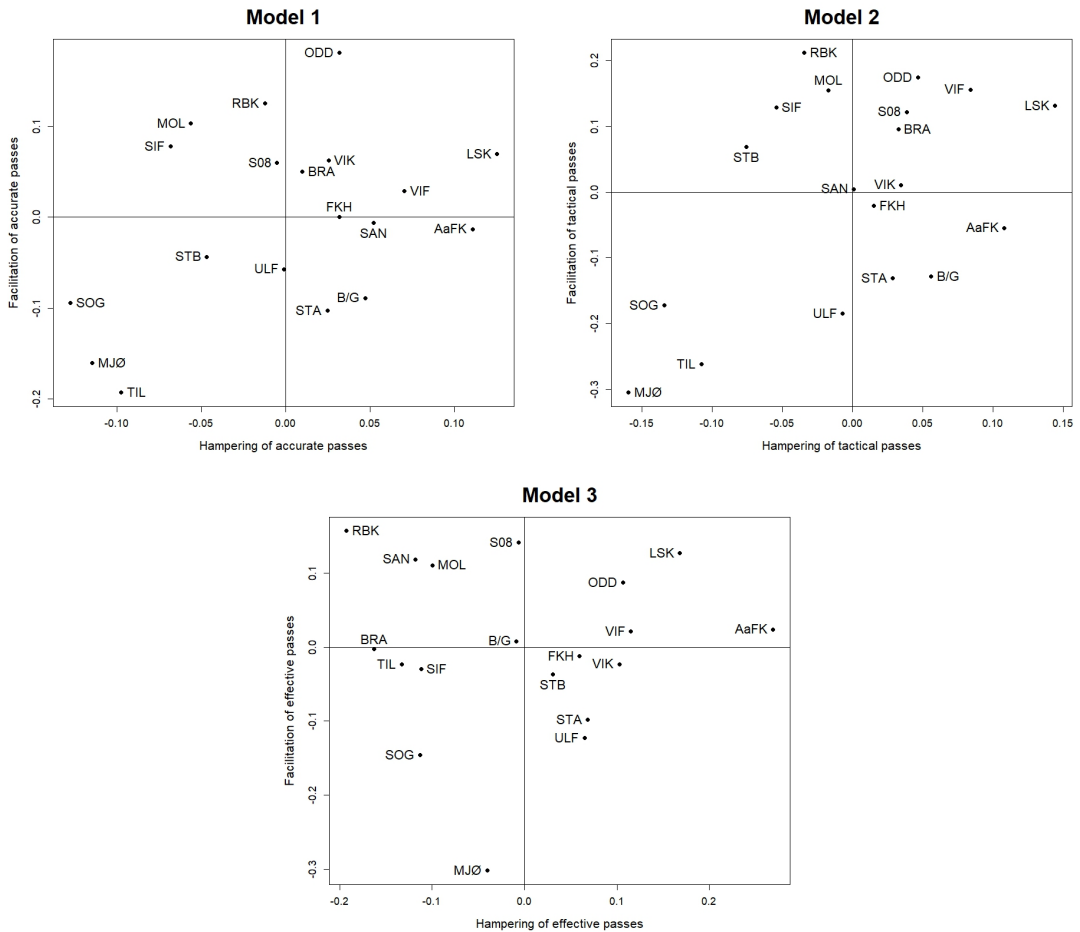 Model 1
Facilitation of accurate passes
0.1
0.0
-0.1
-0.2
ODD
RBK
MOL
SIF
S08
VIK
BRA
LSK
VIF
FKH
SAN
AaFK
STB
ULF
SOG
B/G
STA
MJØ
TIL
-0.10
-0.05
0.00
0.05
0.10
Hampering of accurate passes
Model 2
Facilitation of tactical passes
0.2
0.1
0.0
-0.1
-0.2
-0.3
RBK
MOL
ODD
VIF
SIF
S08
LSK
BRA
STB
SAN
VIK
FKH
AaFK
STA
B/G
SOG
ULF
TIL
MJØ
-0.15
-0.10
-0.05
0.00
0.05
0.10
0.15
Hampering of tactical passes
Model 3
Facilitation of effective passes
0.1
0.0
-0.1
-0.2
-0.3
RBK
S08
SAN
MOL
LSK
ODD
BRA
B/G
VIF
AaFK
TIL
SIF
FKH
VIK
STB
STA
ULF
SOG
MJØ
-0.2
-0.1
0.0
0.1
0.2
Hampering of effective passes